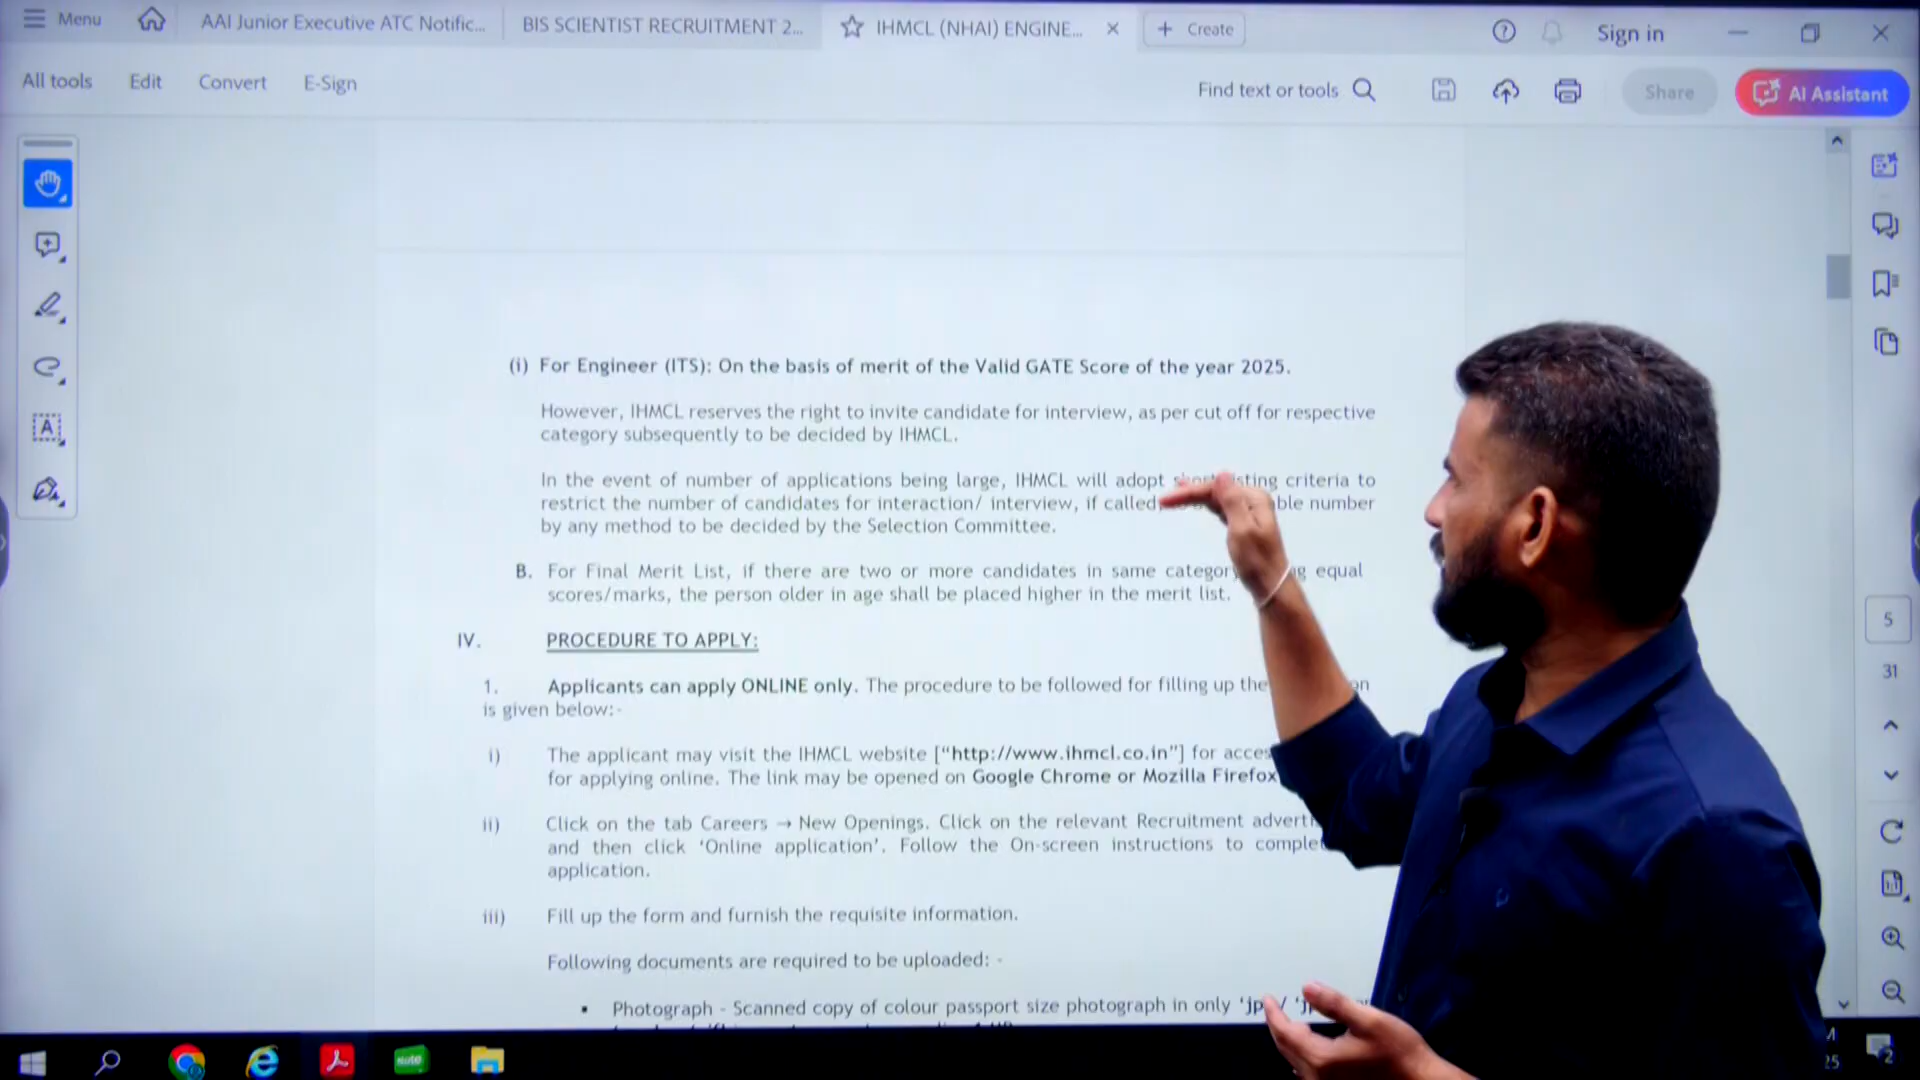 Menu
AAI Junior Executive ATC Notific...
BIS SCIENTIST RECRUITMENT 2...
IHMCL (NHAI) ENGINE...
Create
Sign in
All tools
Edit
Convert
E-Sign
Find text or tools
Share
AI Assistant
(i) For Engineer (ITS): On the basis of merit of the Valid GATE Score of the year 2025.
However, IHMCL reserves the right to invite candidate for interview, as per cut off for respective
category subsequently to be decided by IHMCL.
In the event of number of applications being large, IHMCL will adopt criteria to
restrict the number of candidates for interaction/ interview, if called, number
by any method to be decided by the Selection Committee.
B. For Final Merit List, if there are two or more candidates in same equal
scores/marks, the person older in age shall be placed higher in the merit list.
IV. PROCEDURE TO APPLY:
1. Applicants can apply ONLINE only. The procedure to be followed for filling up the
is given below:-
i) The applicant may visit the IHMCL website ["http://www.ihmcl.co.in"] for
for applying online. The link may be opened on Google Chrome or Mozilla Firefox
ii) Click on the tab Careers → New Openings. Click on the relevant Recruitment
and then click 'Online application'. Follow the On-screen instructions to
application.
iii) Fill up the form and furnish the requisite information.
Following documents are required to be uploaded: -
▪ Photograph - Scanned copy of colour passport size photograph in only
5
31
Note
2